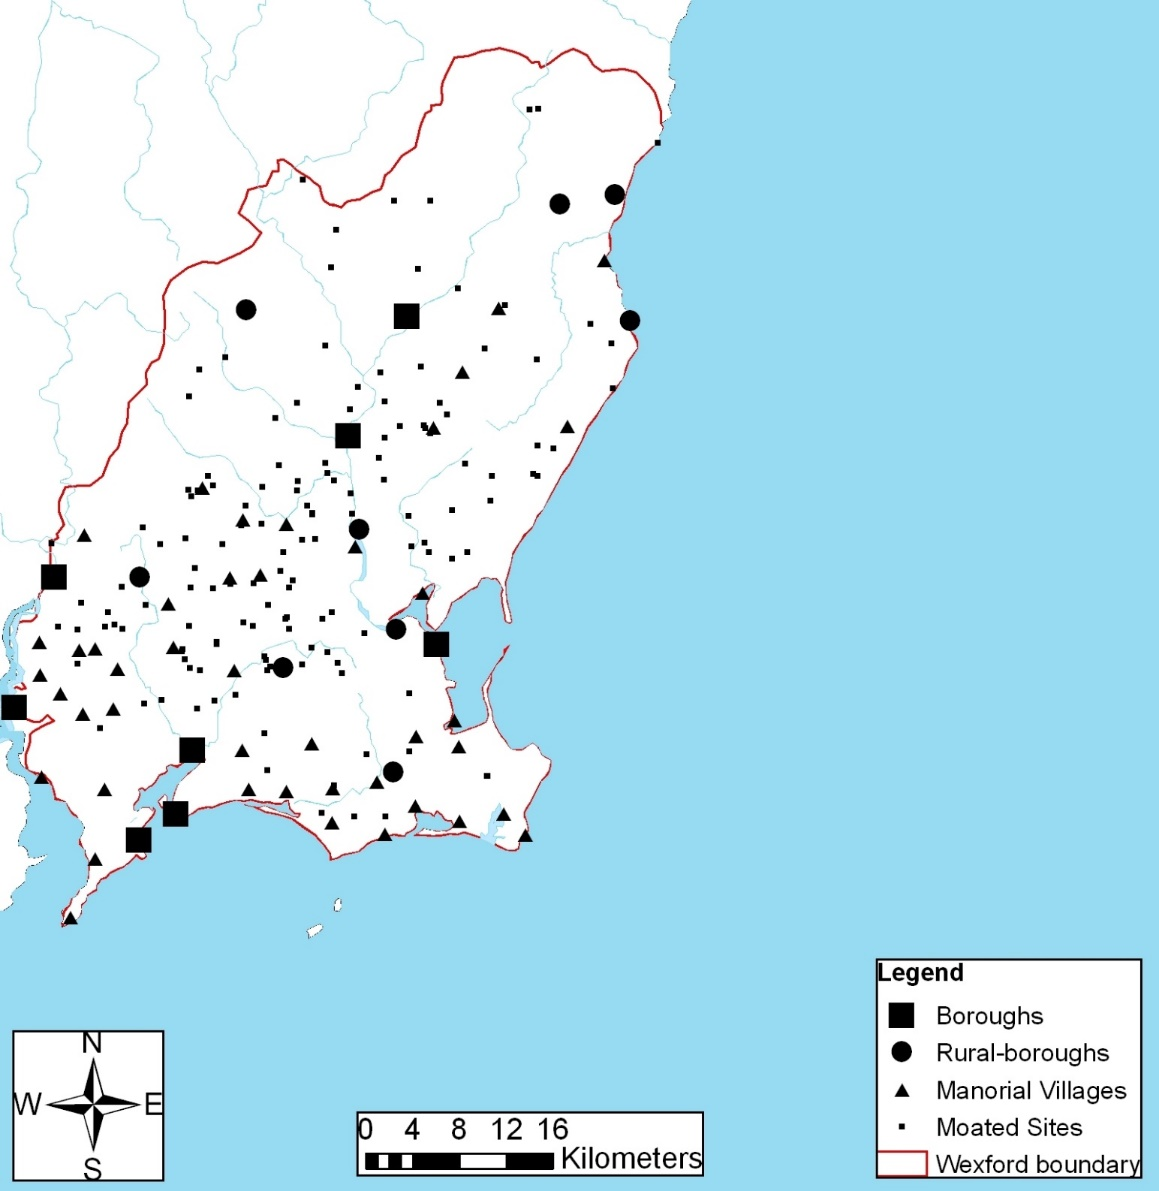 Legend
Boroughs
Rural-boroughs
Manorial Villages
Moated Sites
Wexford boundary
N
W E
S
0 4 8 12 16
Kilometers